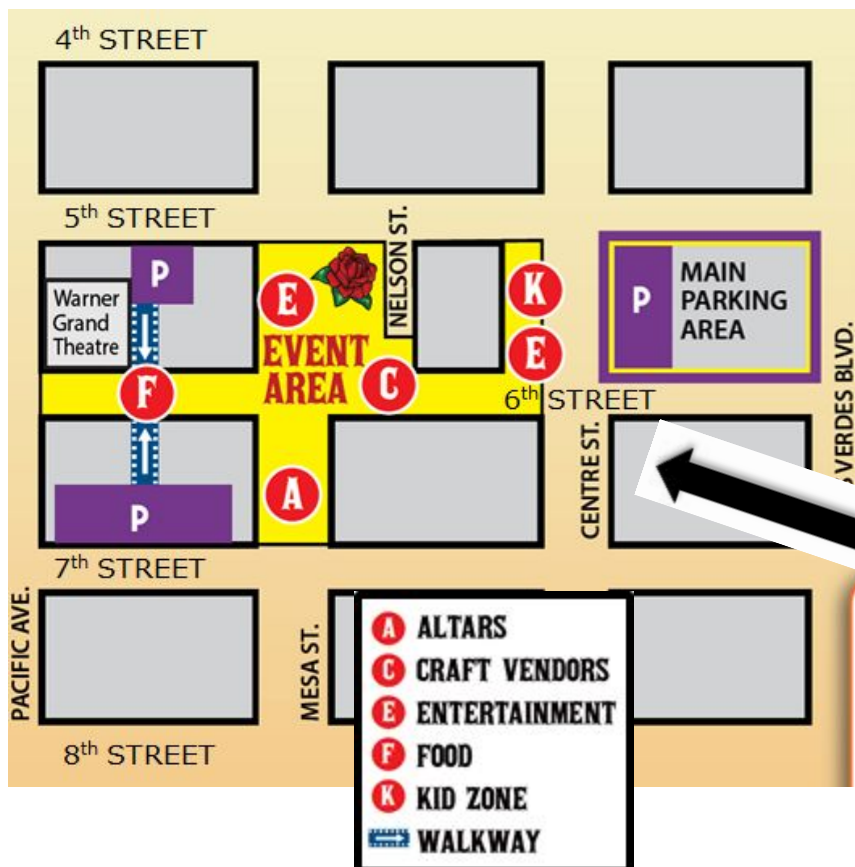 4th STREET
5th STREET
NELSON ST.
P
Warner
Grand
Theatre
E
K
E
EVENT
AREA
C
F
P
MAIN
PARKING
AREA
6th STREET
A
P
CENTRE ST.
VERDES BLVD.
7th STREET
PACIFIC AVE.
MESA ST.
8th STREET
A ALTARS
C CRAFT VENDORS
E ENTERTAINMENT
F FOOD
K KID ZONE
WALKWAY